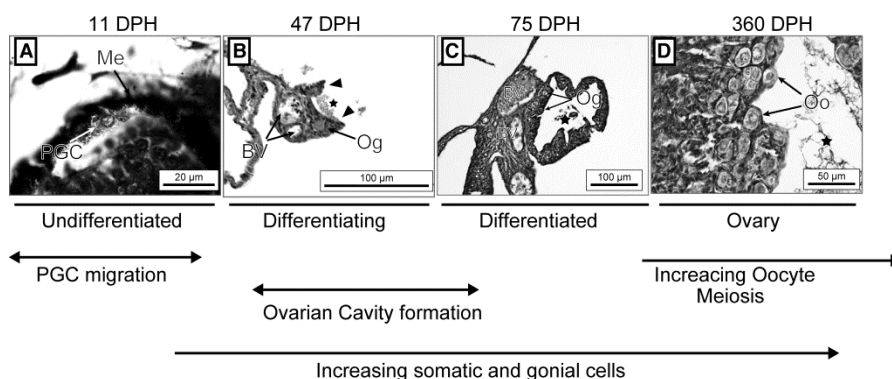 11 DPH
47 DPH
75 DPH
360 DPH
A
Me
PGC
20 µm
B
BV
Og
100 µm
C
BV
Og
100 µm
D
Oo
50 µm
Undifferentiated
Differentiating
Differentiated
Ovary
PGC migration
Ovarian Cavity formation
Increacing Oocyte
Meiosis
Increasing somatic and gonial cells